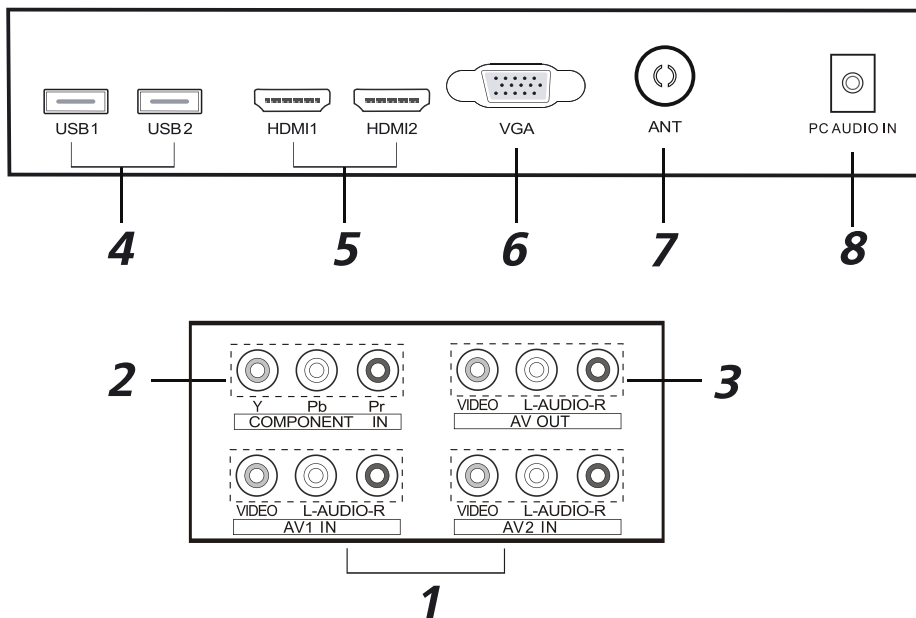 USB1 USB2 HDMI1 HDMI2 VGA ANT PC AUDIO IN
4 5 6 7 8
2 3
Y Pb Pr VIDEO L-AUDIO-R
COMPONENT IN AV OUT
VIDEO L-AUDIO-R VIDEO L-AUDIO-R
AV1 IN AV2 IN
1